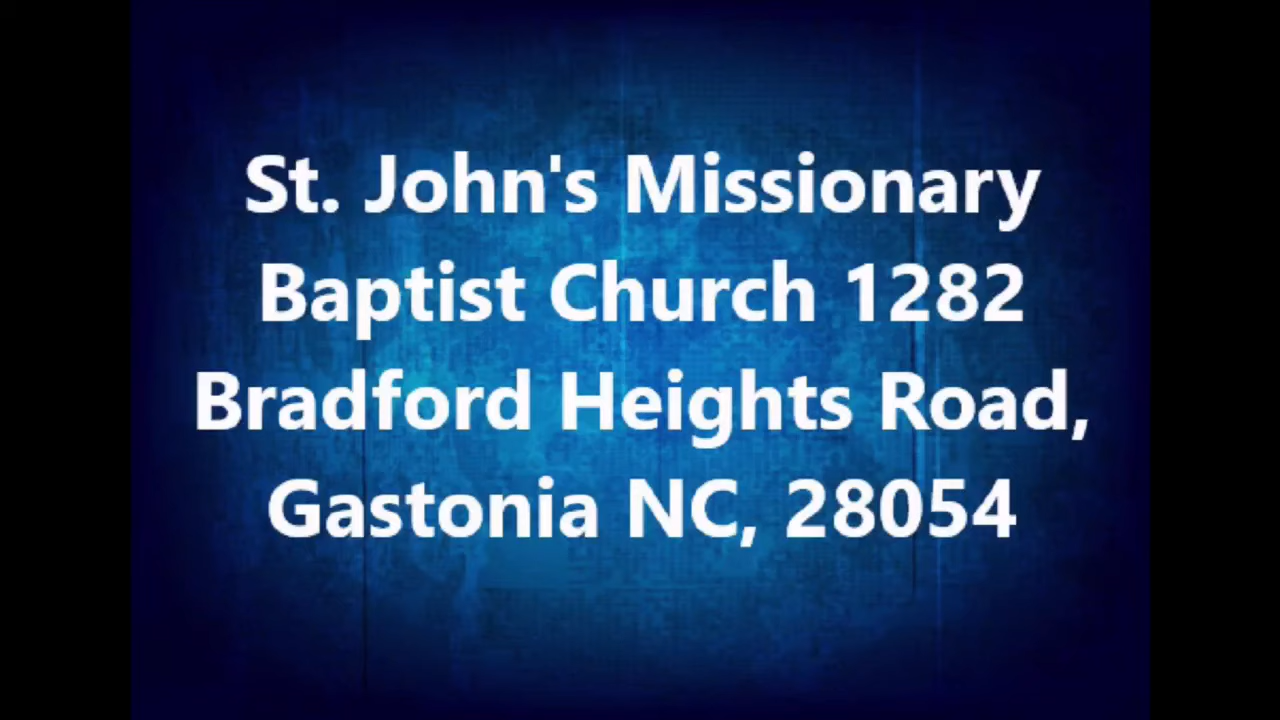 St. John's Missionary
Baptist Church 1282
Bradford Heights Road,
Gastonia NC, 28054